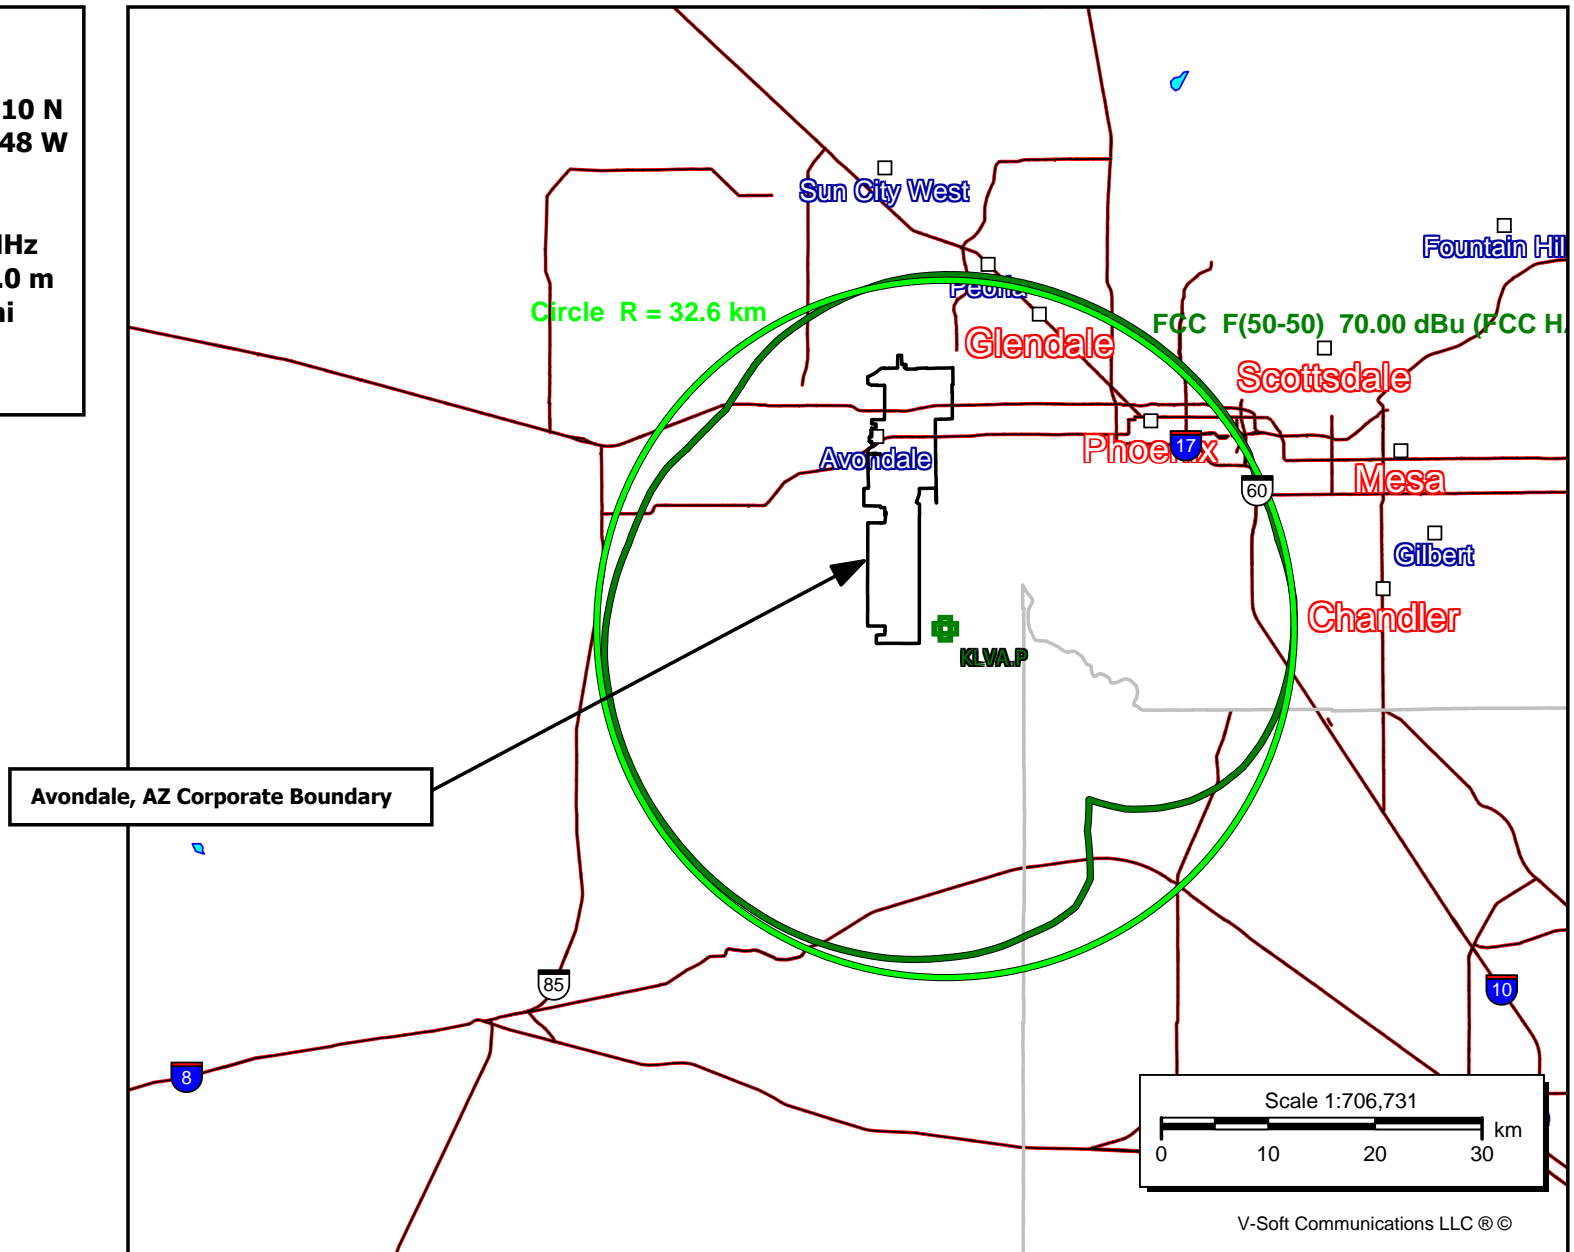 10 N
48 W
.0 m
Sun City West
Fountain Hil
Peoria
Circle R = 32.6 km
FCC F(50-50) 70.00 dBu (FCC HA
Glendale
Scottsdale
Phoenix
17
Avondale
Mesa
60
Gilbert
Chandler
KLVA.P
Avondale, AZ Corporate Boundary
85
10
8
Scale 1:706,731
km
0 10 20 30
V-Soft Communications LLC ® ©